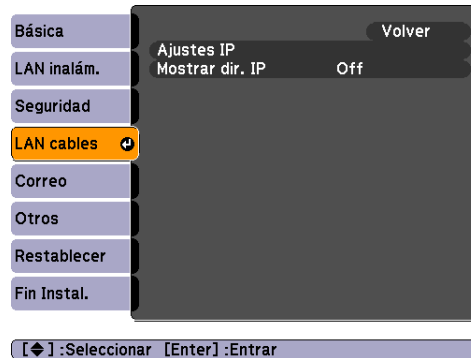 Básica
LAN inalám.
Seguridad
LAN cables
Correo
Otros
Restablecer
Fin Instal.
Volver
Ajustes IP
Mostrar dir. IP Off
[◆] :Seleccionar [Enter] :Entrar